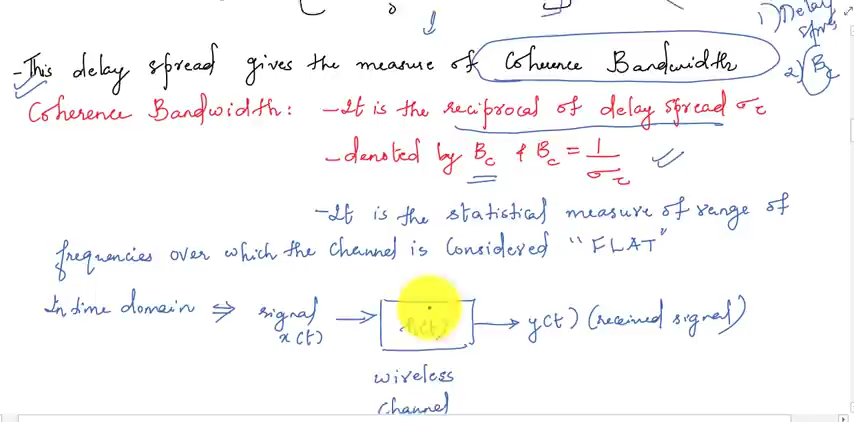 1) Delay
- This delay spread gives the measure of Coherence Bandwidth
2) Bc
Coherence Bandwidth: - It is the reciprocal of delay spread στ
- denoted by Bc & Bc = 1/στ
- It is the statistical measure of range of
frequencies over which the channel is Considered "FLAT"
In time domain ⇒ signal x(t) → h(t) → y(t) (received signal)
wireless
channel